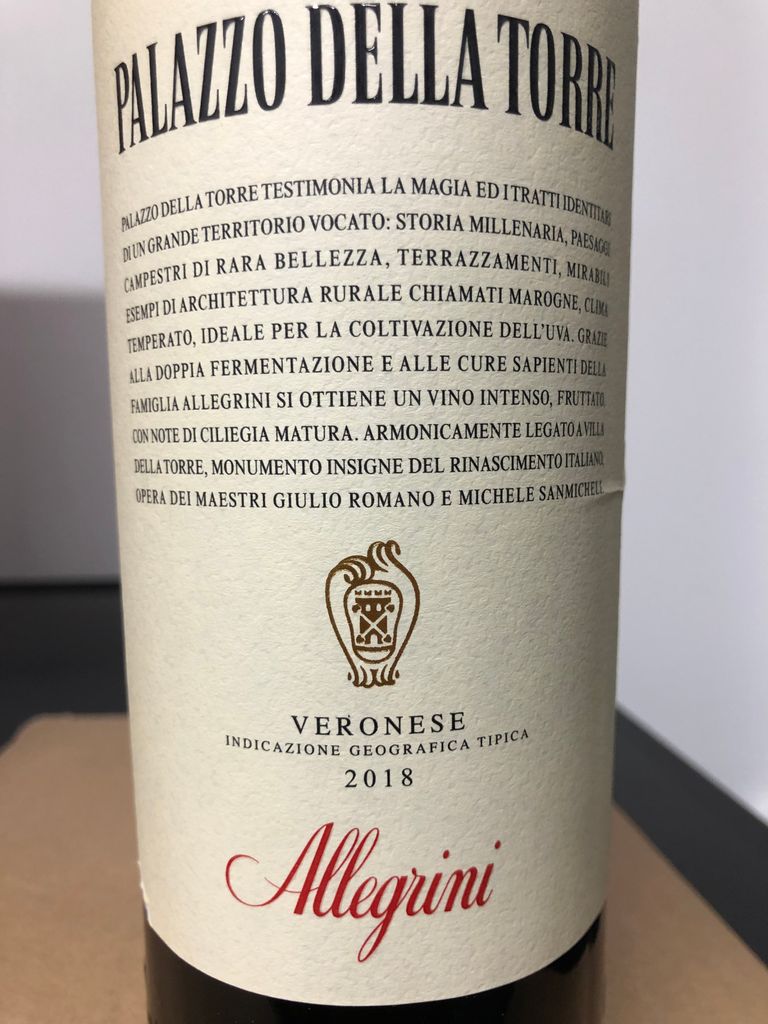 PALAZZO DELLA TORRE
PALAZZO DELLA TORRE TESTIMONIA LA MAGIA ED I TRATTI IDENTITARI
DI UN GRANDE TERRITORIO VOCATO: STORIA MILLENARIA, PAESAGGI
CAMPESTRI DI RARA BELLEZZA, TERRAZZAMENTI, MIRABILI
ESEMPI DI ARCHITETTURA RURALE CHIAMATI MAROGNE, CLIMA
TEMPERATO, IDEALE PER LA COLTIVAZIONE DELL'UVA. GRAZIE
ALLA DOPPIA FERMENTAZIONE E ALLE CURE SAPIENTI DELLA
FAMIGLIA ALLEGRINI SI OTTIENE UN VINO INTENSO, FRUTTATO,
CON NOTE DI CILIEGIA MATURA. ARMONICAMENTE LEGATO A VILLA
DELLA TORRE, MONUMENTO INSIGNE DEL RINASCIMENTO ITALIANO,
OPERA DEI MAESTRI GIULIO ROMANO E MICHELE SANMICHELI.
VERONESE
INDICAZIONE GEOGRAFICA TIPICA
2018
Allegrini